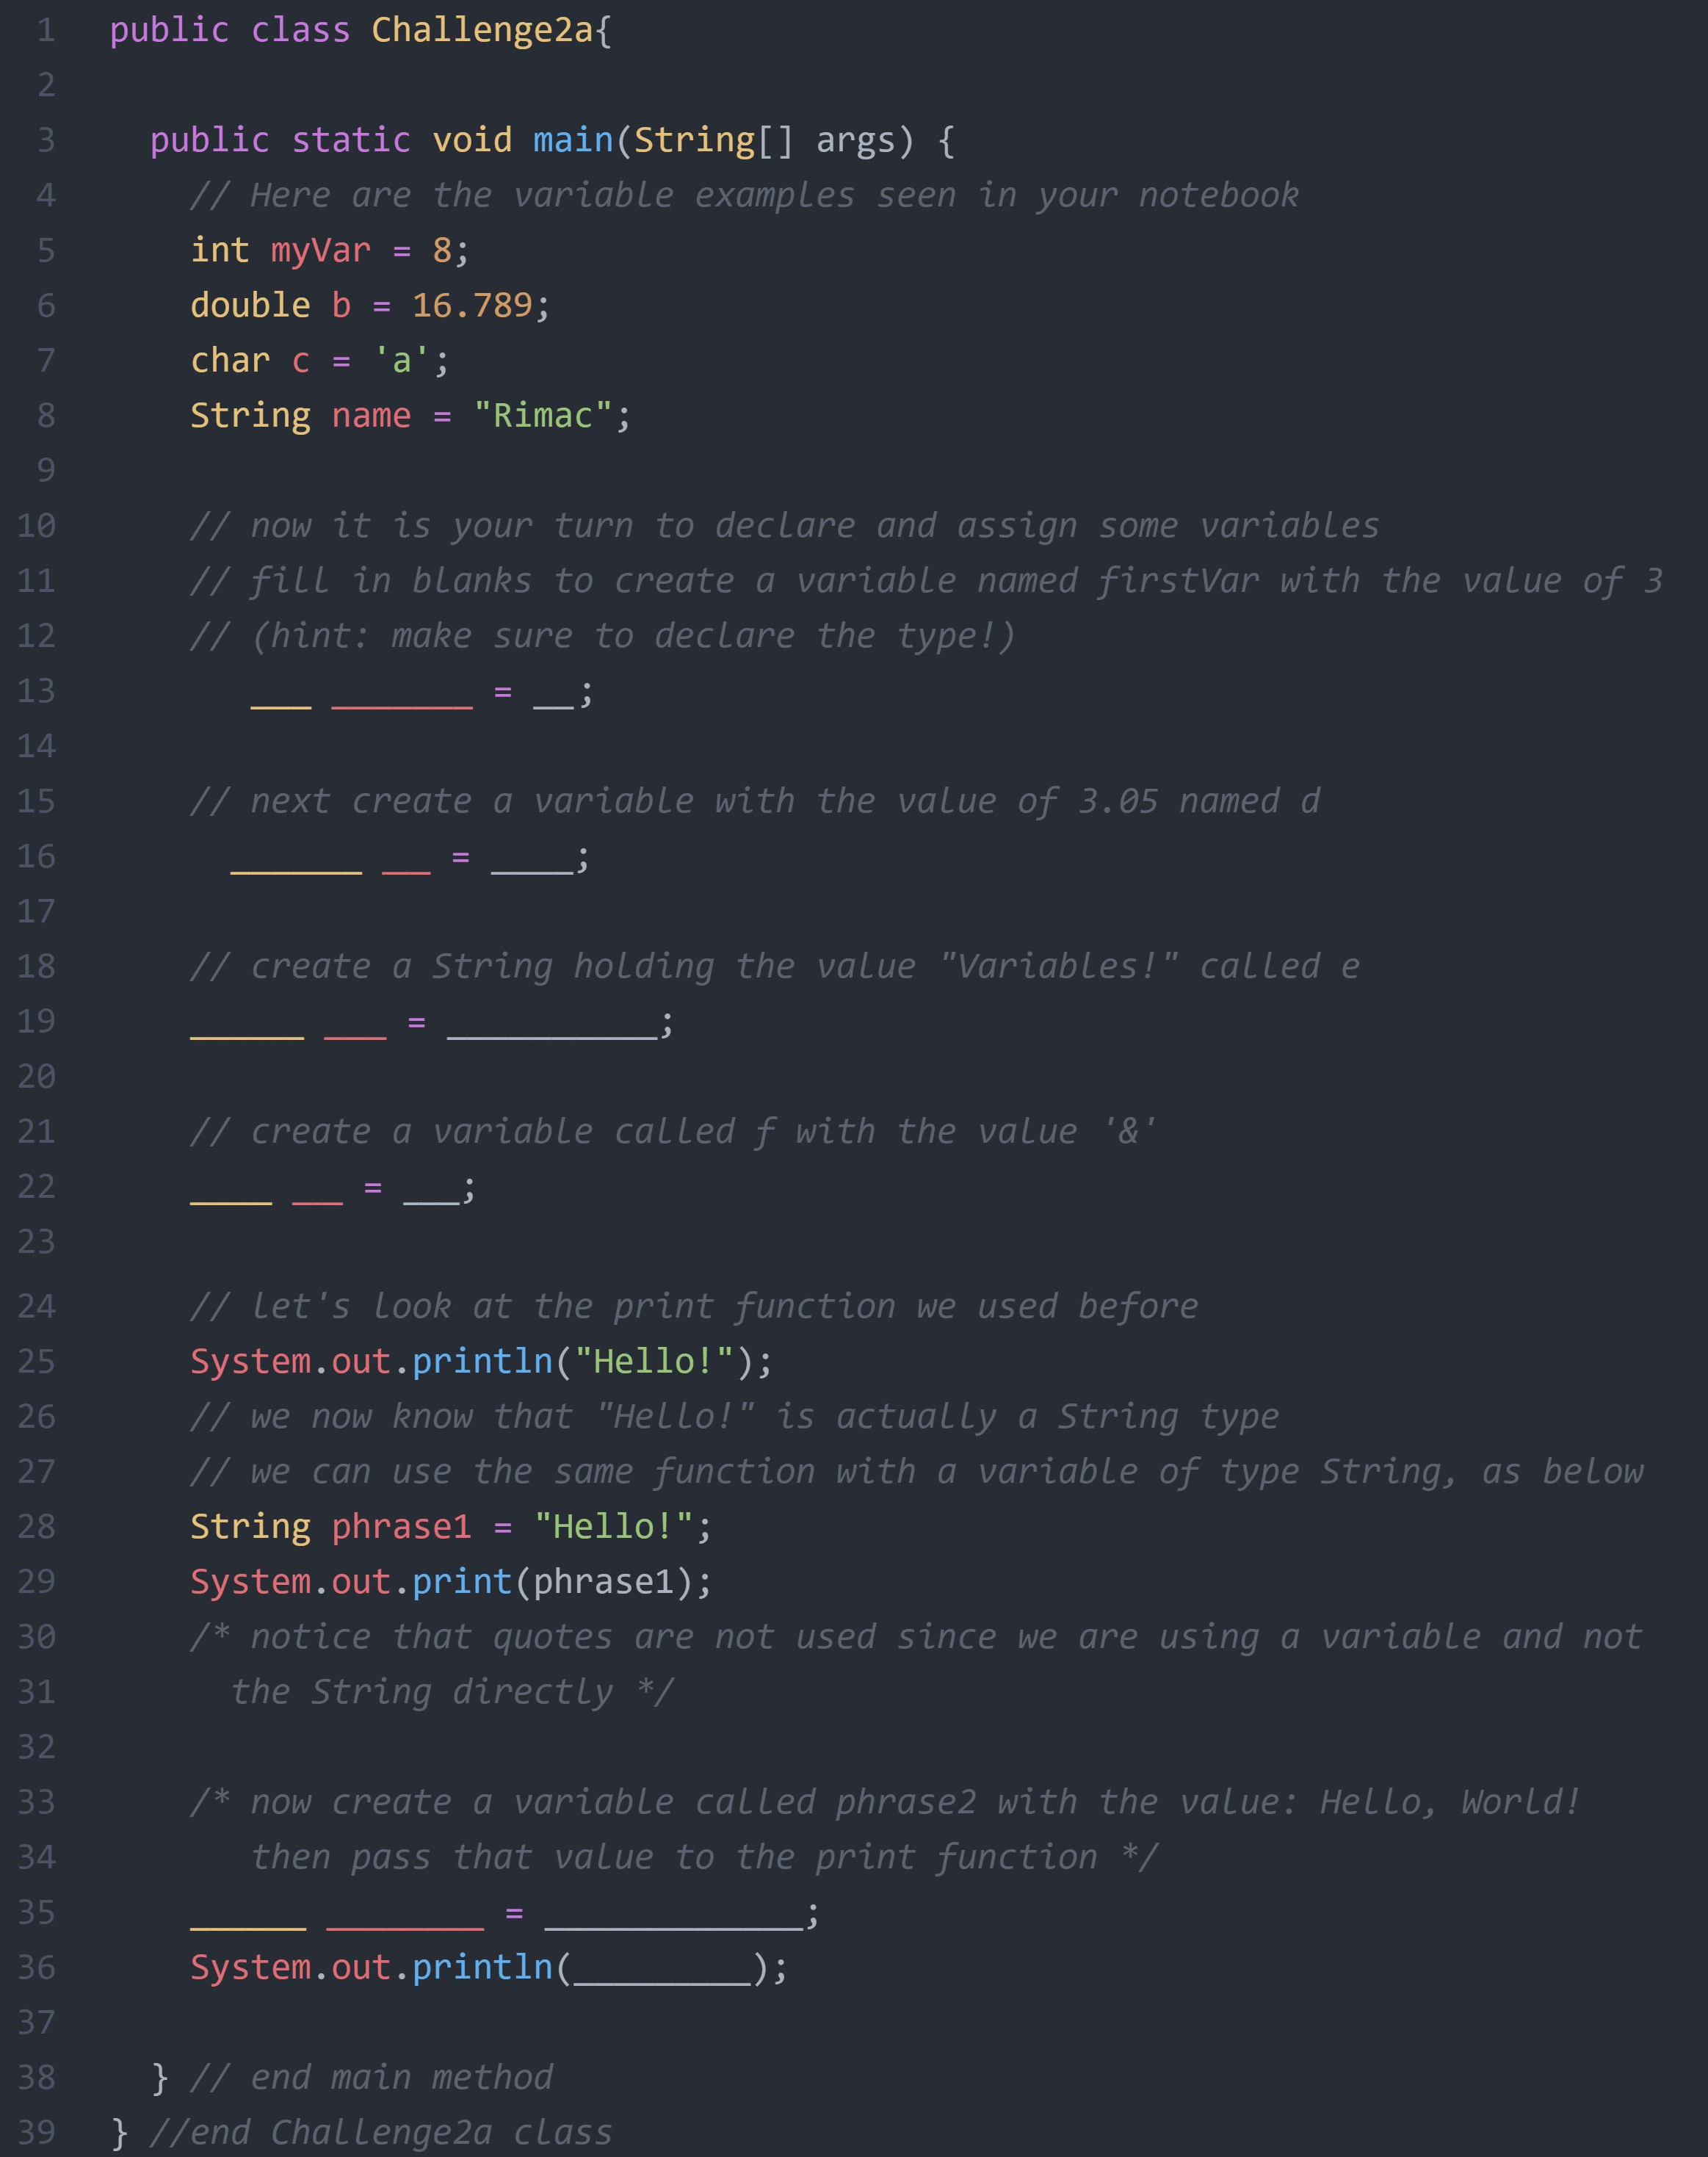 1 public class Challenge2a{
2
3 public static void main(String[] args) {
4 // Here are the variable examples seen in your notebook
5 int myVar = 8;
6 double b = 16.789;
7 char c = 'a';
8 String name = "Rimac";
9
10 // now it is your turn to declare and assign some variables
11 // fill in blanks to create a variable named firstVar with the value of 3
12 // (hint: make sure to declare the type!)
13 ___ _______ = __;
14
15 // next create a variable with the value of 3.05 named d
16 ______ __ = ____;
17
18 // create a String holding the value "Variables!" called e
19 ______ ___ = __________;
20
21 // create a variable called f with the value '&'
22 ____ ___ = ___;
23
24 // let's look at the print function we used before
25 System.out.println("Hello!");
26 // we now know that "Hello!" is actually a String type
27 // we can use the same function with a variable of type String, as below
28 String phrase1 = "Hello!";
29 System.out.print(phrase1);
30 /* notice that quotes are not used since we are using a variable and not
31 the String directly */
32
33 /* now create a variable called phrase2 with the value: Hello, World!
34 then pass that value to the print function */
35 ______ ________ = _____________;
36 System.out.println(_________);
37
38 } // end main method
39 } //end Challenge2a class